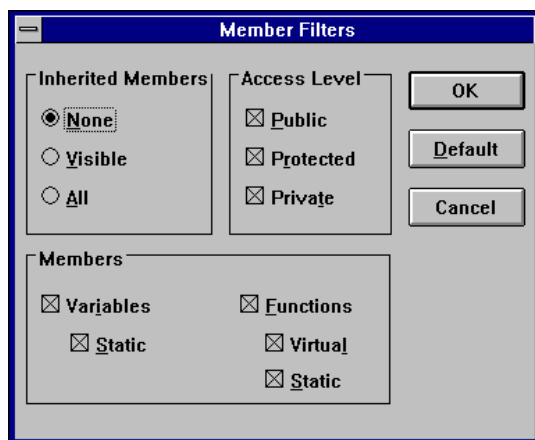 Member Filters
Inherited Members
None
Visible
All
Access Level
Public
Protected
Private
OK
Default
Cancel
Members
Variables
Static
Functions
Virtual
Static